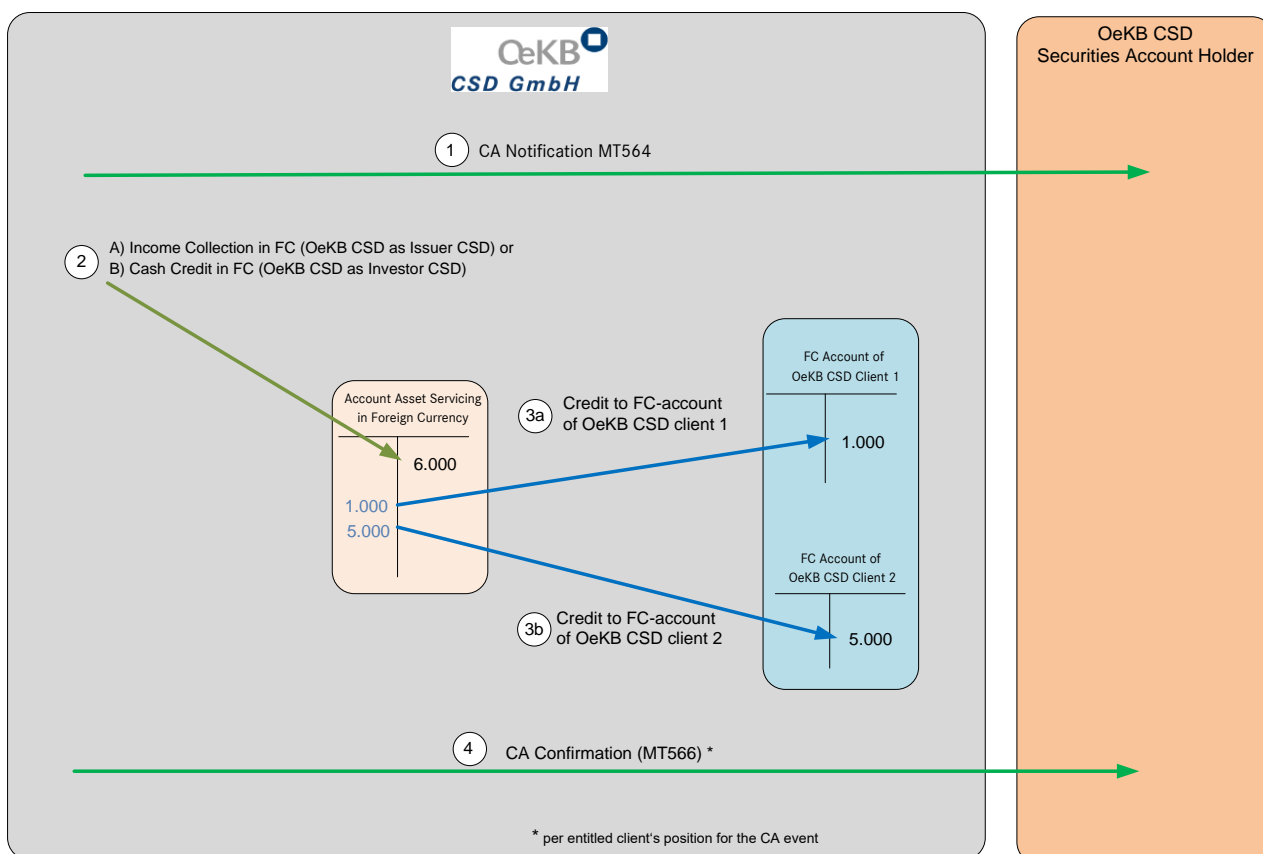 OeKB
CSD GmbH
OeKB CSD
Securities Account Holder
1 CA Notification MT564
2
A) Income Collection in FC (OeKB CSD as Issuer CSD) or
B) Cash Credit in FC (OeKB CSD as Investor CSD)
Account Asset Servicing
in Foreign Currency
6.000
1.000
5.000
3a
Credit to FC-account
of OeKB CSD client 1
FC Account of
OeKB CSD Client 1
1.000
3b
Credit to FC-account
of OeKB CSD client 2
FC Account of
OeKB CSD Client 2
5.000
4 CA Confirmation (MT566) *
* per entitled client's position for the CA event